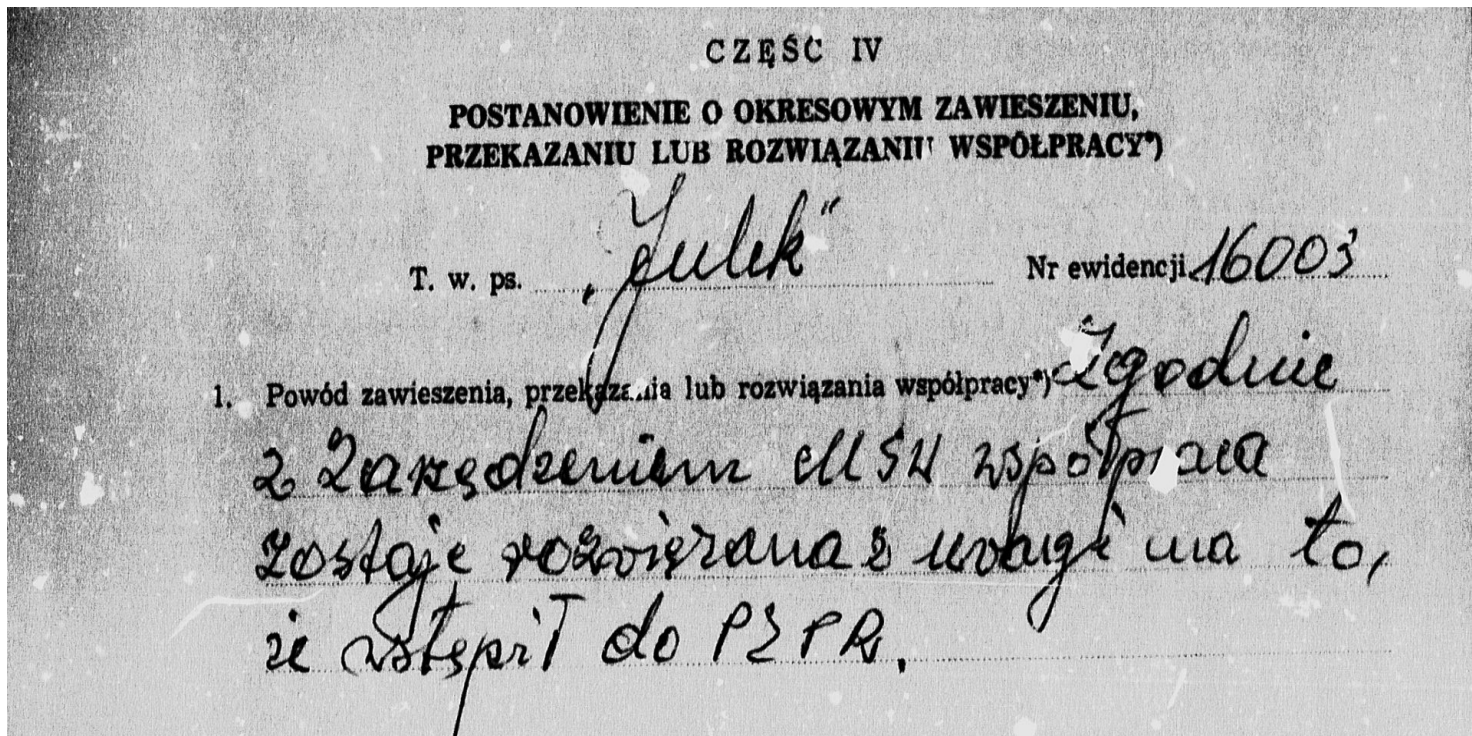 CZĘŚĆ IV
POSTANOWIENIE O OKRESOWYM ZAWIESZENIU,
PRZEKAZANIU LUB ROZWIĄZANIU WSPÓŁPRACY*)
T. w. ps. „Julek" Nr ewidencji 16003
1. Powód zawieszenia, przekazania lub rozwiązania współpracy*) Zgodnie
z Zarządzeniem MSW współpraca
zostaje rozwiązana z uwagi na to,
że wstąpił do PZPR.